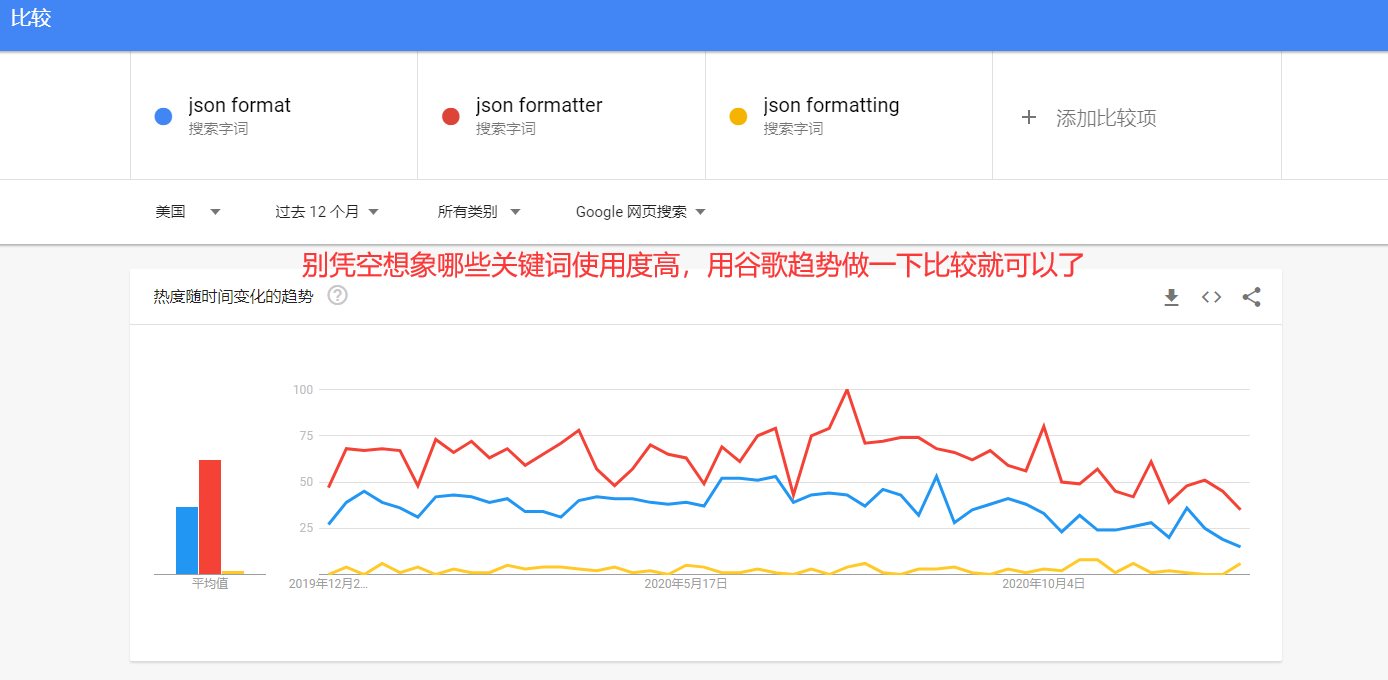 比较
json format
搜索字词
json formatter
搜索字词
json formatting
搜索字词
+ 添加比较项
美国
过去 12 个月
所有类别
Google 网页搜索
别凭空想象哪些关键词使用度高，用谷歌趋势做一下比较就可以了
热度随时间变化的趋势 ?
100
75
50
25
平均值
2019年12月2…
2020年5月17日
2020年10月4日